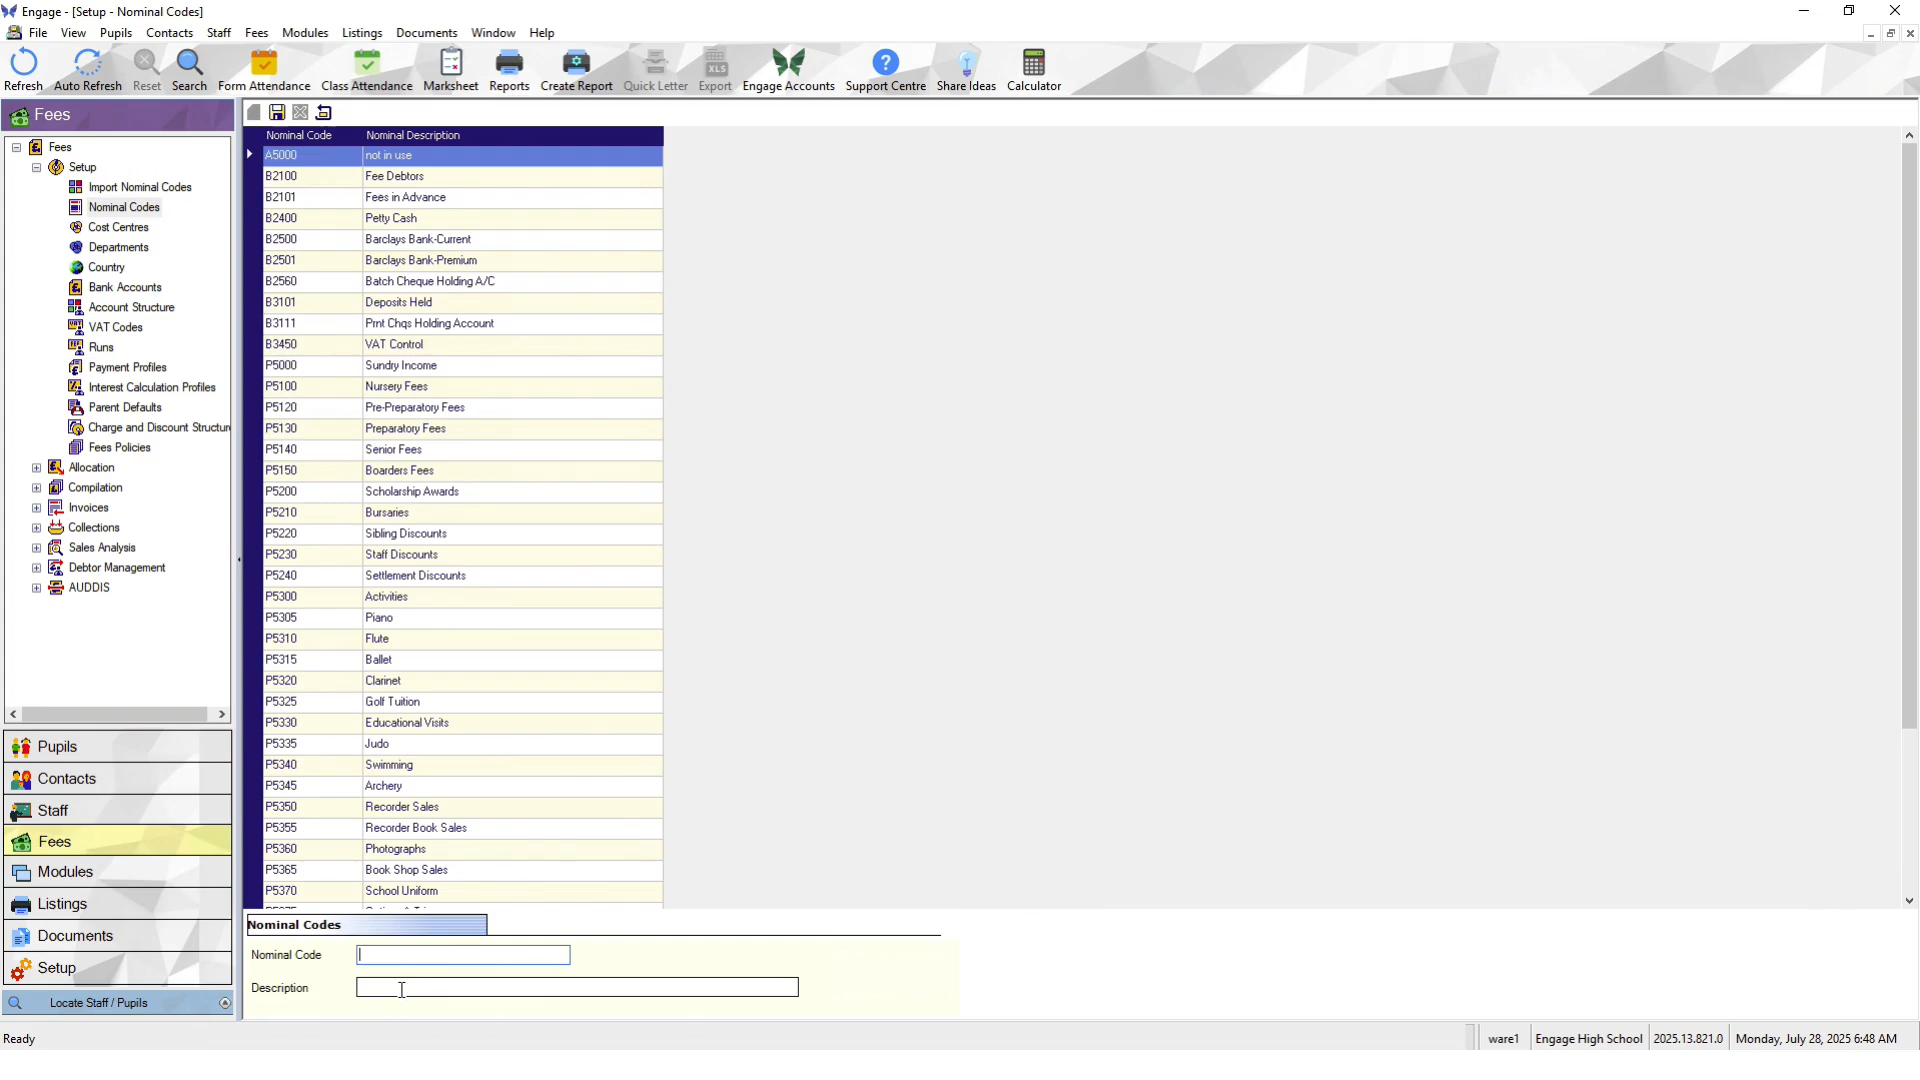 Engage - [Setup - Nominal Codes]
File View Pupils Contacts Staff Fees Modules Listings Documents Window Help
Refresh Auto Refresh Reset Search Form Attendance Class Attendance Marksheet Reports Create Report Quick Letter Export Engage Accounts Support Centre Share Ideas Calculator
Fees
Fees
Setup
Import Nominal Codes
Nominal Codes
Cost Centres
Departments
Country
Bank Accounts
Account Structure
VAT Codes
Runs
Payment Profiles
Interest Calculation Profiles
Parent Defaults
Charge and Discount Structur
Fees Policies
Allocation
Compilation
Invoices
Collections
Sales Analysis
Debtor Management
AUDDIS
Pupils
Contacts
Staff
Fees
Modules
Listings
Documents
Setup
Locate Staff / Pupils
Nominal Code Nominal Description
A5000 not in use
B2100 Fee Debtors
B2101 Fees in Advance
B2400 Petty Cash
B2500 Barclays Bank-Current
B2501 Barclays Bank-Premium
B2560 Batch Cheque Holding A/C
B3101 Deposits Held
B3111 Prnt Chqs Holding Account
B3450 VAT Control
P5000 Sundry Income
P5100 Nursery Fees
P5120 Pre-Preparatory Fees
P5130 Preparatory Fees
P5140 Senior Fees
P5150 Boarders Fees
P5200 Scholarship Awards
P5210 Bursaries
P5220 Sibling Discounts
P5230 Staff Discounts
P5240 Settlement Discounts
P5300 Activities
P5305 Piano
P5310 Flute
P5315 Ballet
P5320 Clarinet
P5325 Golf Tuition
P5330 Educational Visits
P5335 Judo
P5340 Swimming
P5345 Archery
P5350 Recorder Sales
P5355 Recorder Book Sales
P5360 Photographs
P5365 Book Shop Sales
P5370 School Uniform
Nominal Codes
Nominal Code
Description
Ready
ware1 Engage High School 2025.13.821.0 Monday, July 28, 2025 6:48 AM